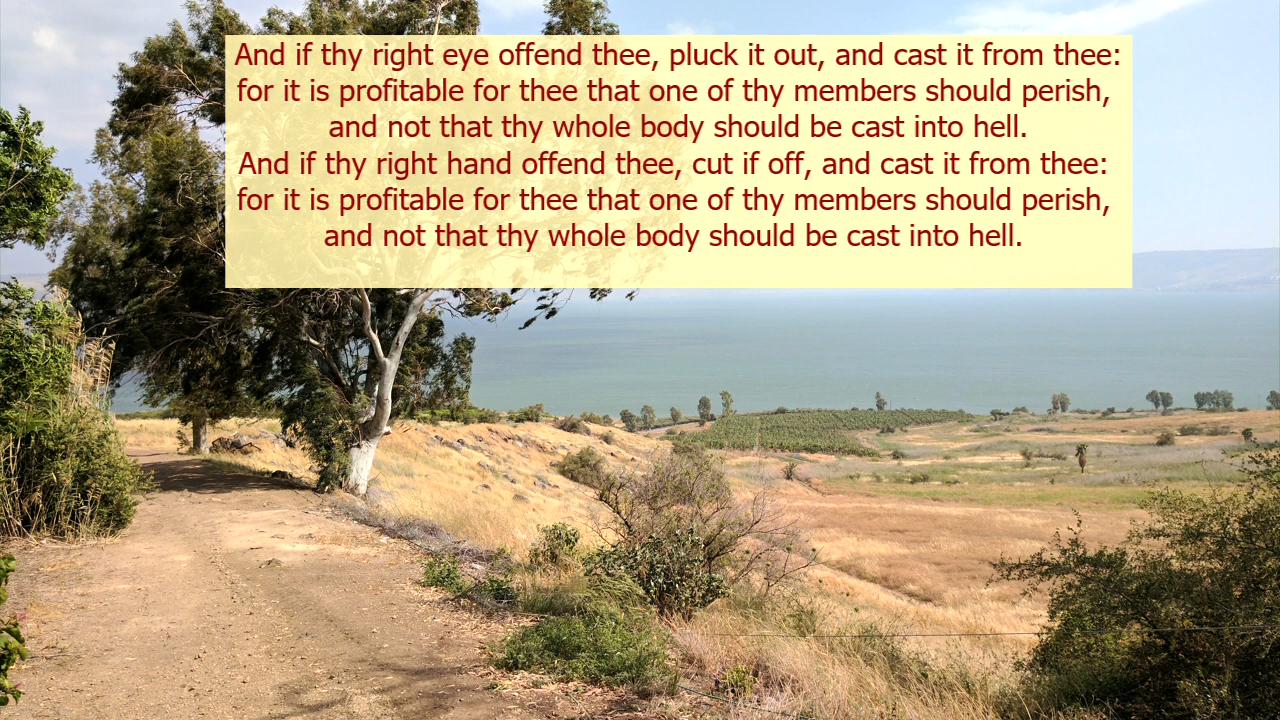 And if thy right eye offend thee, pluck it out, and cast it from thee:
for it is profitable for thee that one of thy members should perish,
and not that thy whole body should be cast into hell.
And if thy right hand offend thee, cut if off, and cast it from thee:
for it is profitable for thee that one of thy members should perish,
and not that thy whole body should be cast into hell.